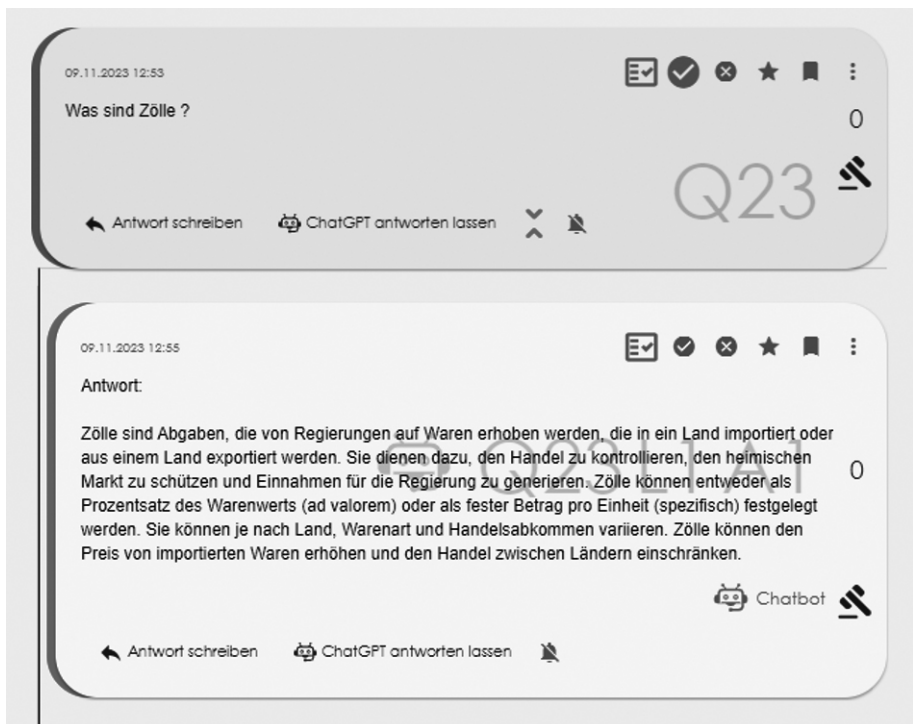 09.11.2023 12:53
Was sind Zölle ?
0
Q23
Antwort schreiben
ChatGPT antworten lassen
09.11.2023 12:55
Antwort:
Zölle sind Abgaben, die von Regierungen auf Waren erhoben werden, die in ein Land importiert oder
aus einem Land exportiert werden. Sie dienen dazu, den Handel zu kontrollieren, den heimischen
Markt zu schützen und Einnahmen für die Regierung zu generieren. Zölle können entweder als
Prozentsatz des Warenwerts (ad valorem) oder als fester Betrag pro Einheit (spezifisch) festgelegt
werden. Sie können je nach Land, Warenart und Handelsabkommen variieren. Zölle können den
Preis von importierten Waren erhöhen und den Handel zwischen Ländern einschränken.
Q23L1A1
0
Chatbot
Antwort schreiben
ChatGPT antworten lassen